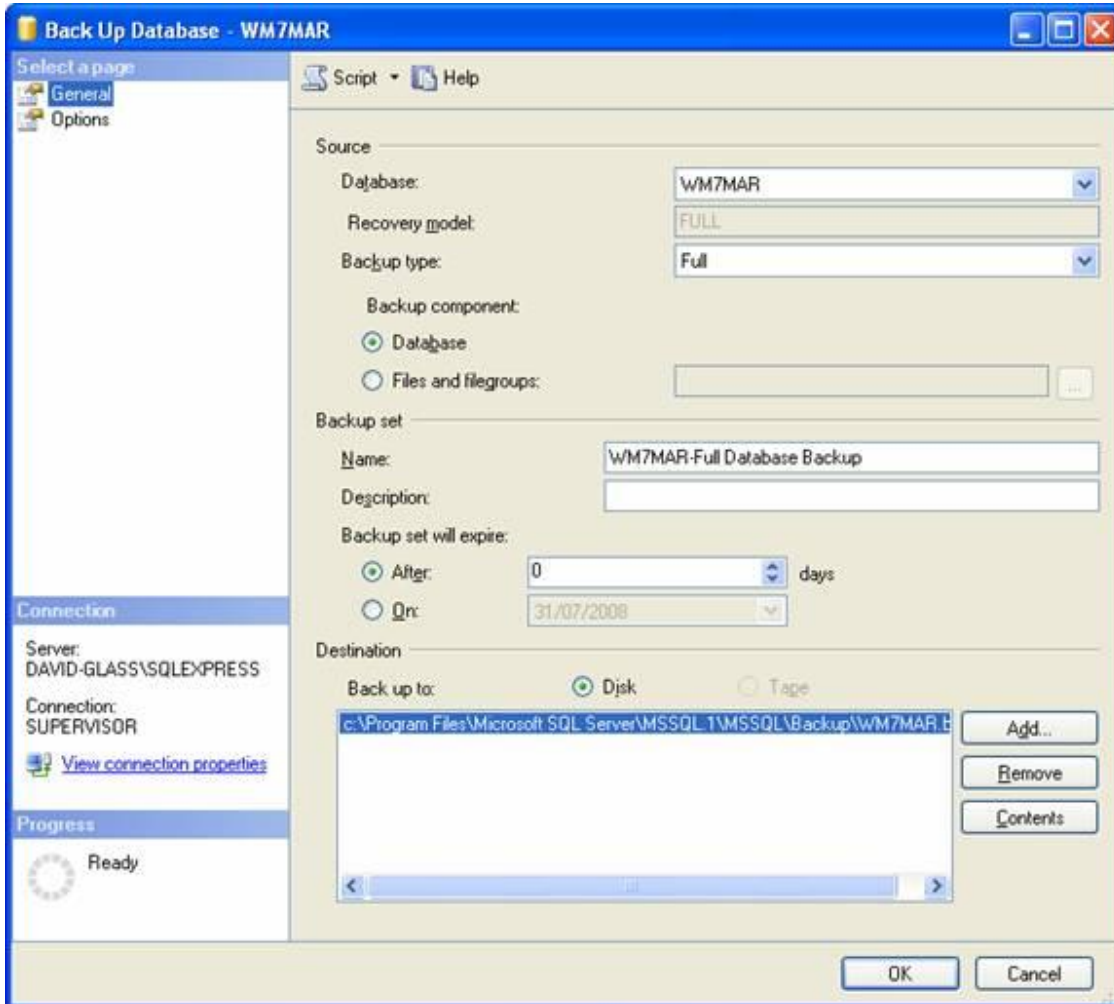 Back Up Database - WM7MAR
Select a page
General
Options
Script
Help
Source
Database:
WM7MAR
Recovery model:
FULL
Backup type:
Full
Backup component:
Database
Files and filegroups:
...
Backup set
Name:
WM7MAR-Full Database Backup
Description:
Backup set will expire:
After:
0
days
On:
31/07/2008
Destination
Back up to:
Disk
Tape
c:\Program Files\Microsoft SQL Server\MSSQL.1\MSSQL\Backup\WM7MAR.b
Add...
Remove
Contents
Connection
Server:
DAVID-GLASS\SQLEXPRESS
Connection:
SUPERVISOR
View connection properties
Progress
Ready
OK
Cancel